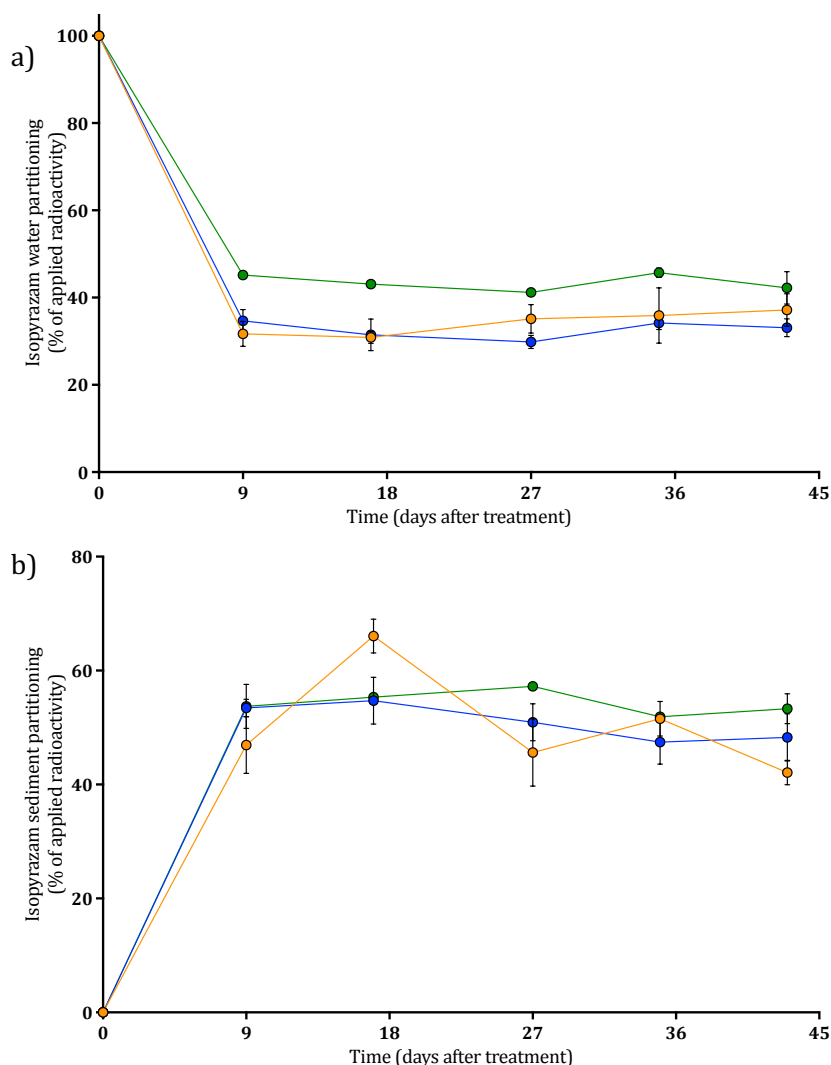 a)
Isopyrazam water partitioning
(% of applied radioactivity)
100
80
60
40
20
0
0 9 18 27 36 45
Time (days after treatment)
b)
Isopyrazam sediment partitioning
(% of applied radioactivity)
80
60
40
20
0
0 9 18 27 36 45
Time (days after treatment)